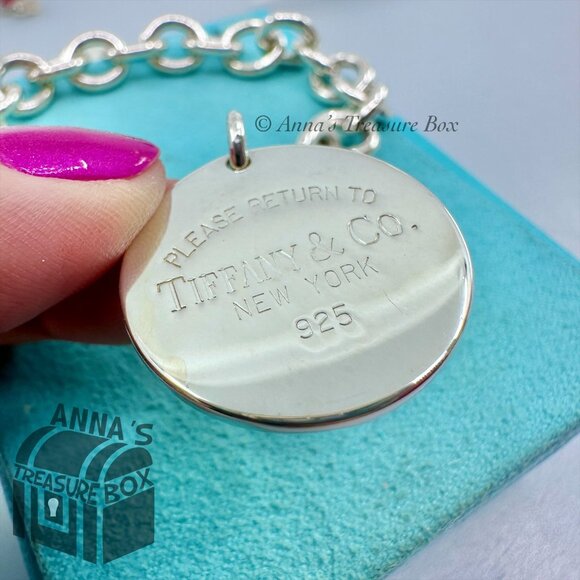 © Anna's Treasure Box
PLEASE RETURN TO
TIFFANY & CO.
NEW YORK
925
ANNA'S
TREASURE BOX